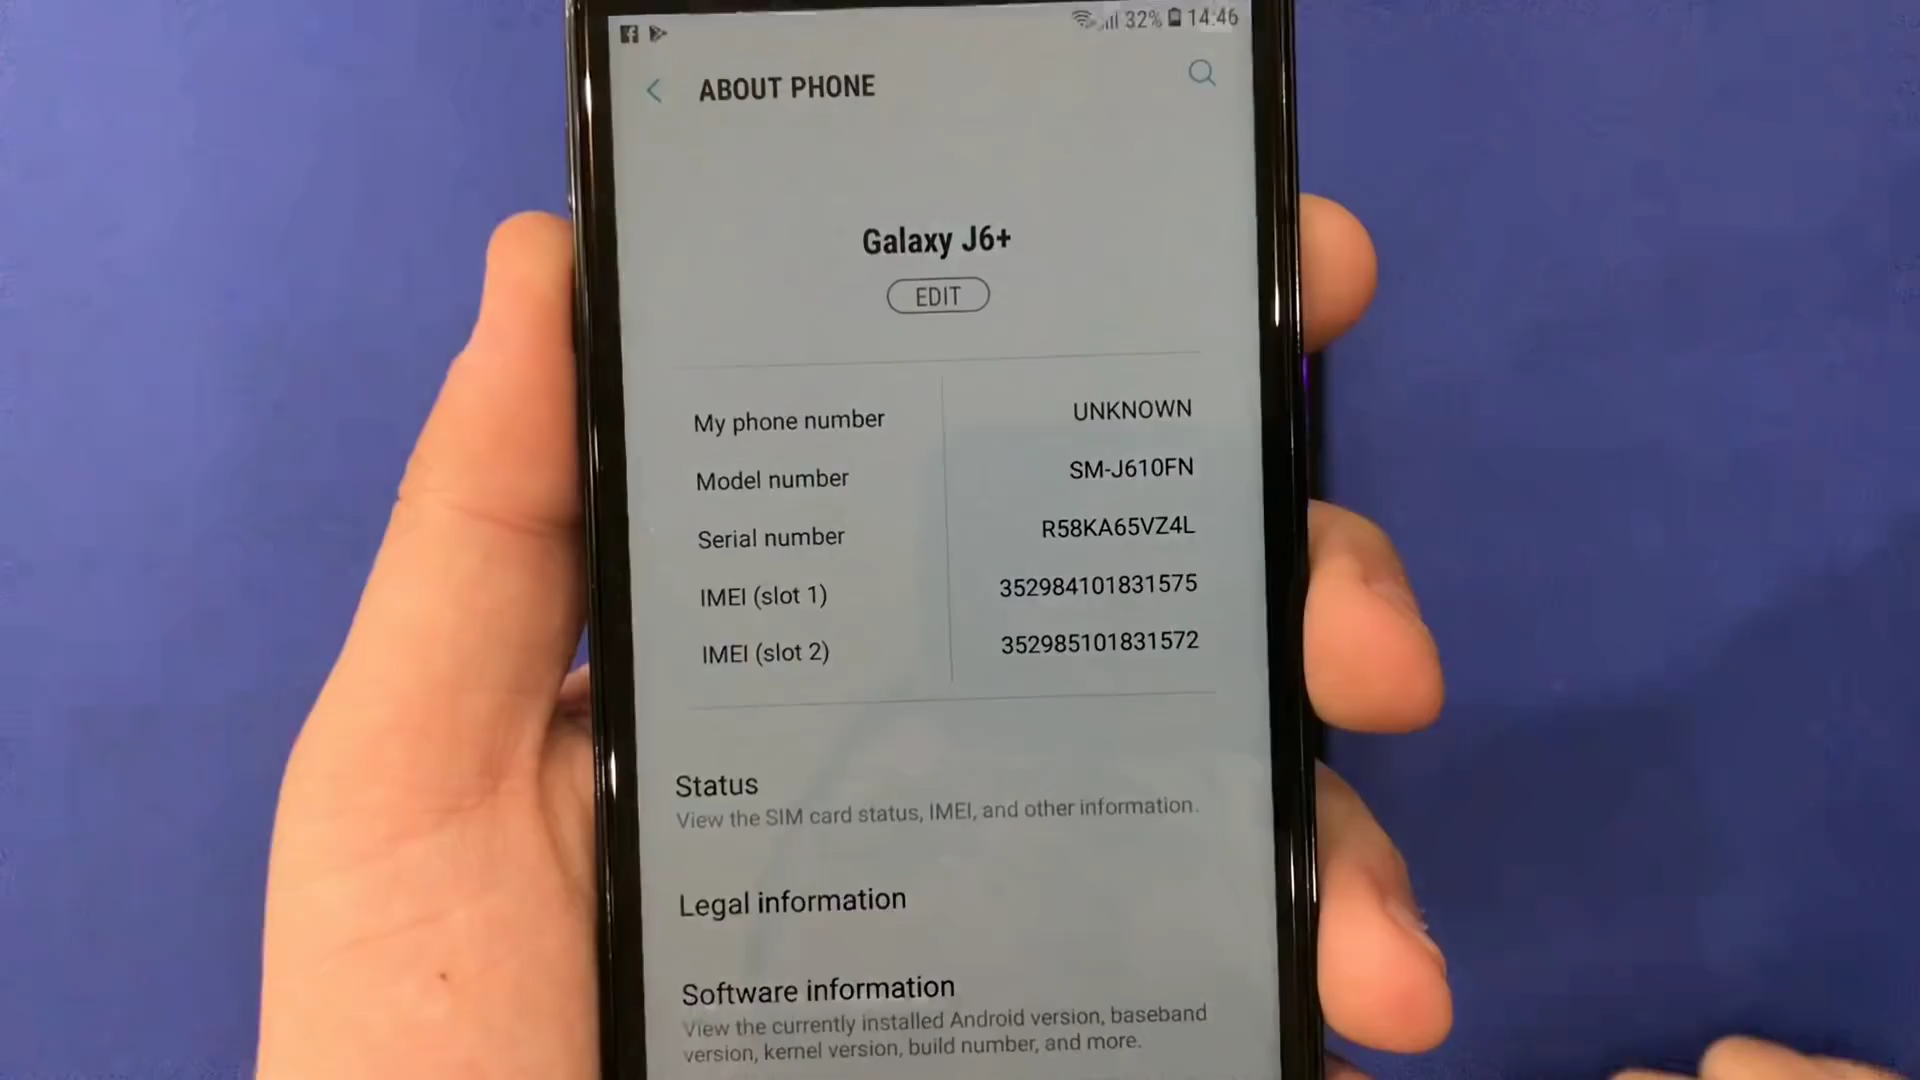 32% 14:46
ABOUT PHONE
Galaxy J6+
EDIT
My phone number UNKNOWN
Model number SM-J610FN
Serial number R58KA65VZ4L
IMEI (slot 1) 352984101831575
IMEI (slot 2) 352985101831572
Status
View the SIM card status, IMEI, and other information.
Legal information
Software information
View the currently installed Android version, baseband
version, kernel version, build number, and more.